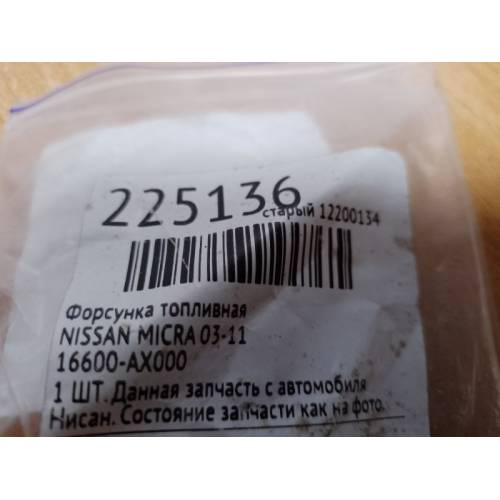 225136
старый 12200134
Форсунка топливная
NISSAN MICRA 03-11
16600-AX000
1 ШТ. Данная запчасть с автомобиля
Нисан. Состояние запчасти как на фото.